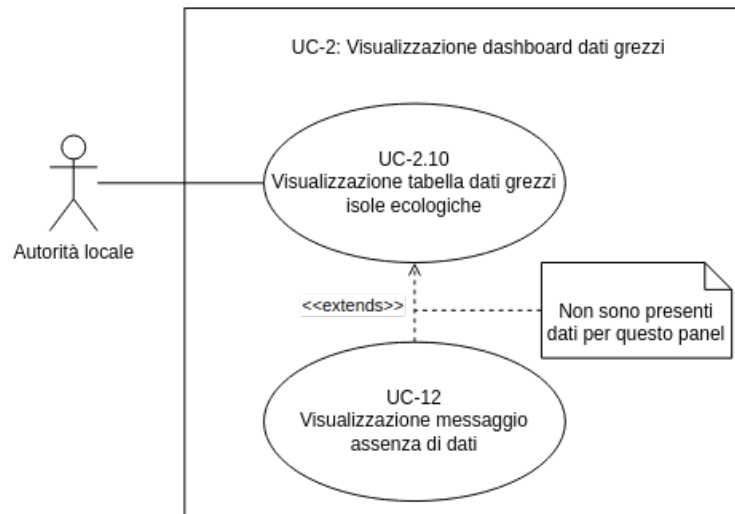 UC-2: Visualizzazione dashboard dati grezzi
UC-2.10
Visualizzazione tabella dati grezzi
isole ecologiche
Autorità locale
<<extends>>
Non sono presenti
dati per questo panel
UC-12
Visualizzazione messaggio
assenza di dati